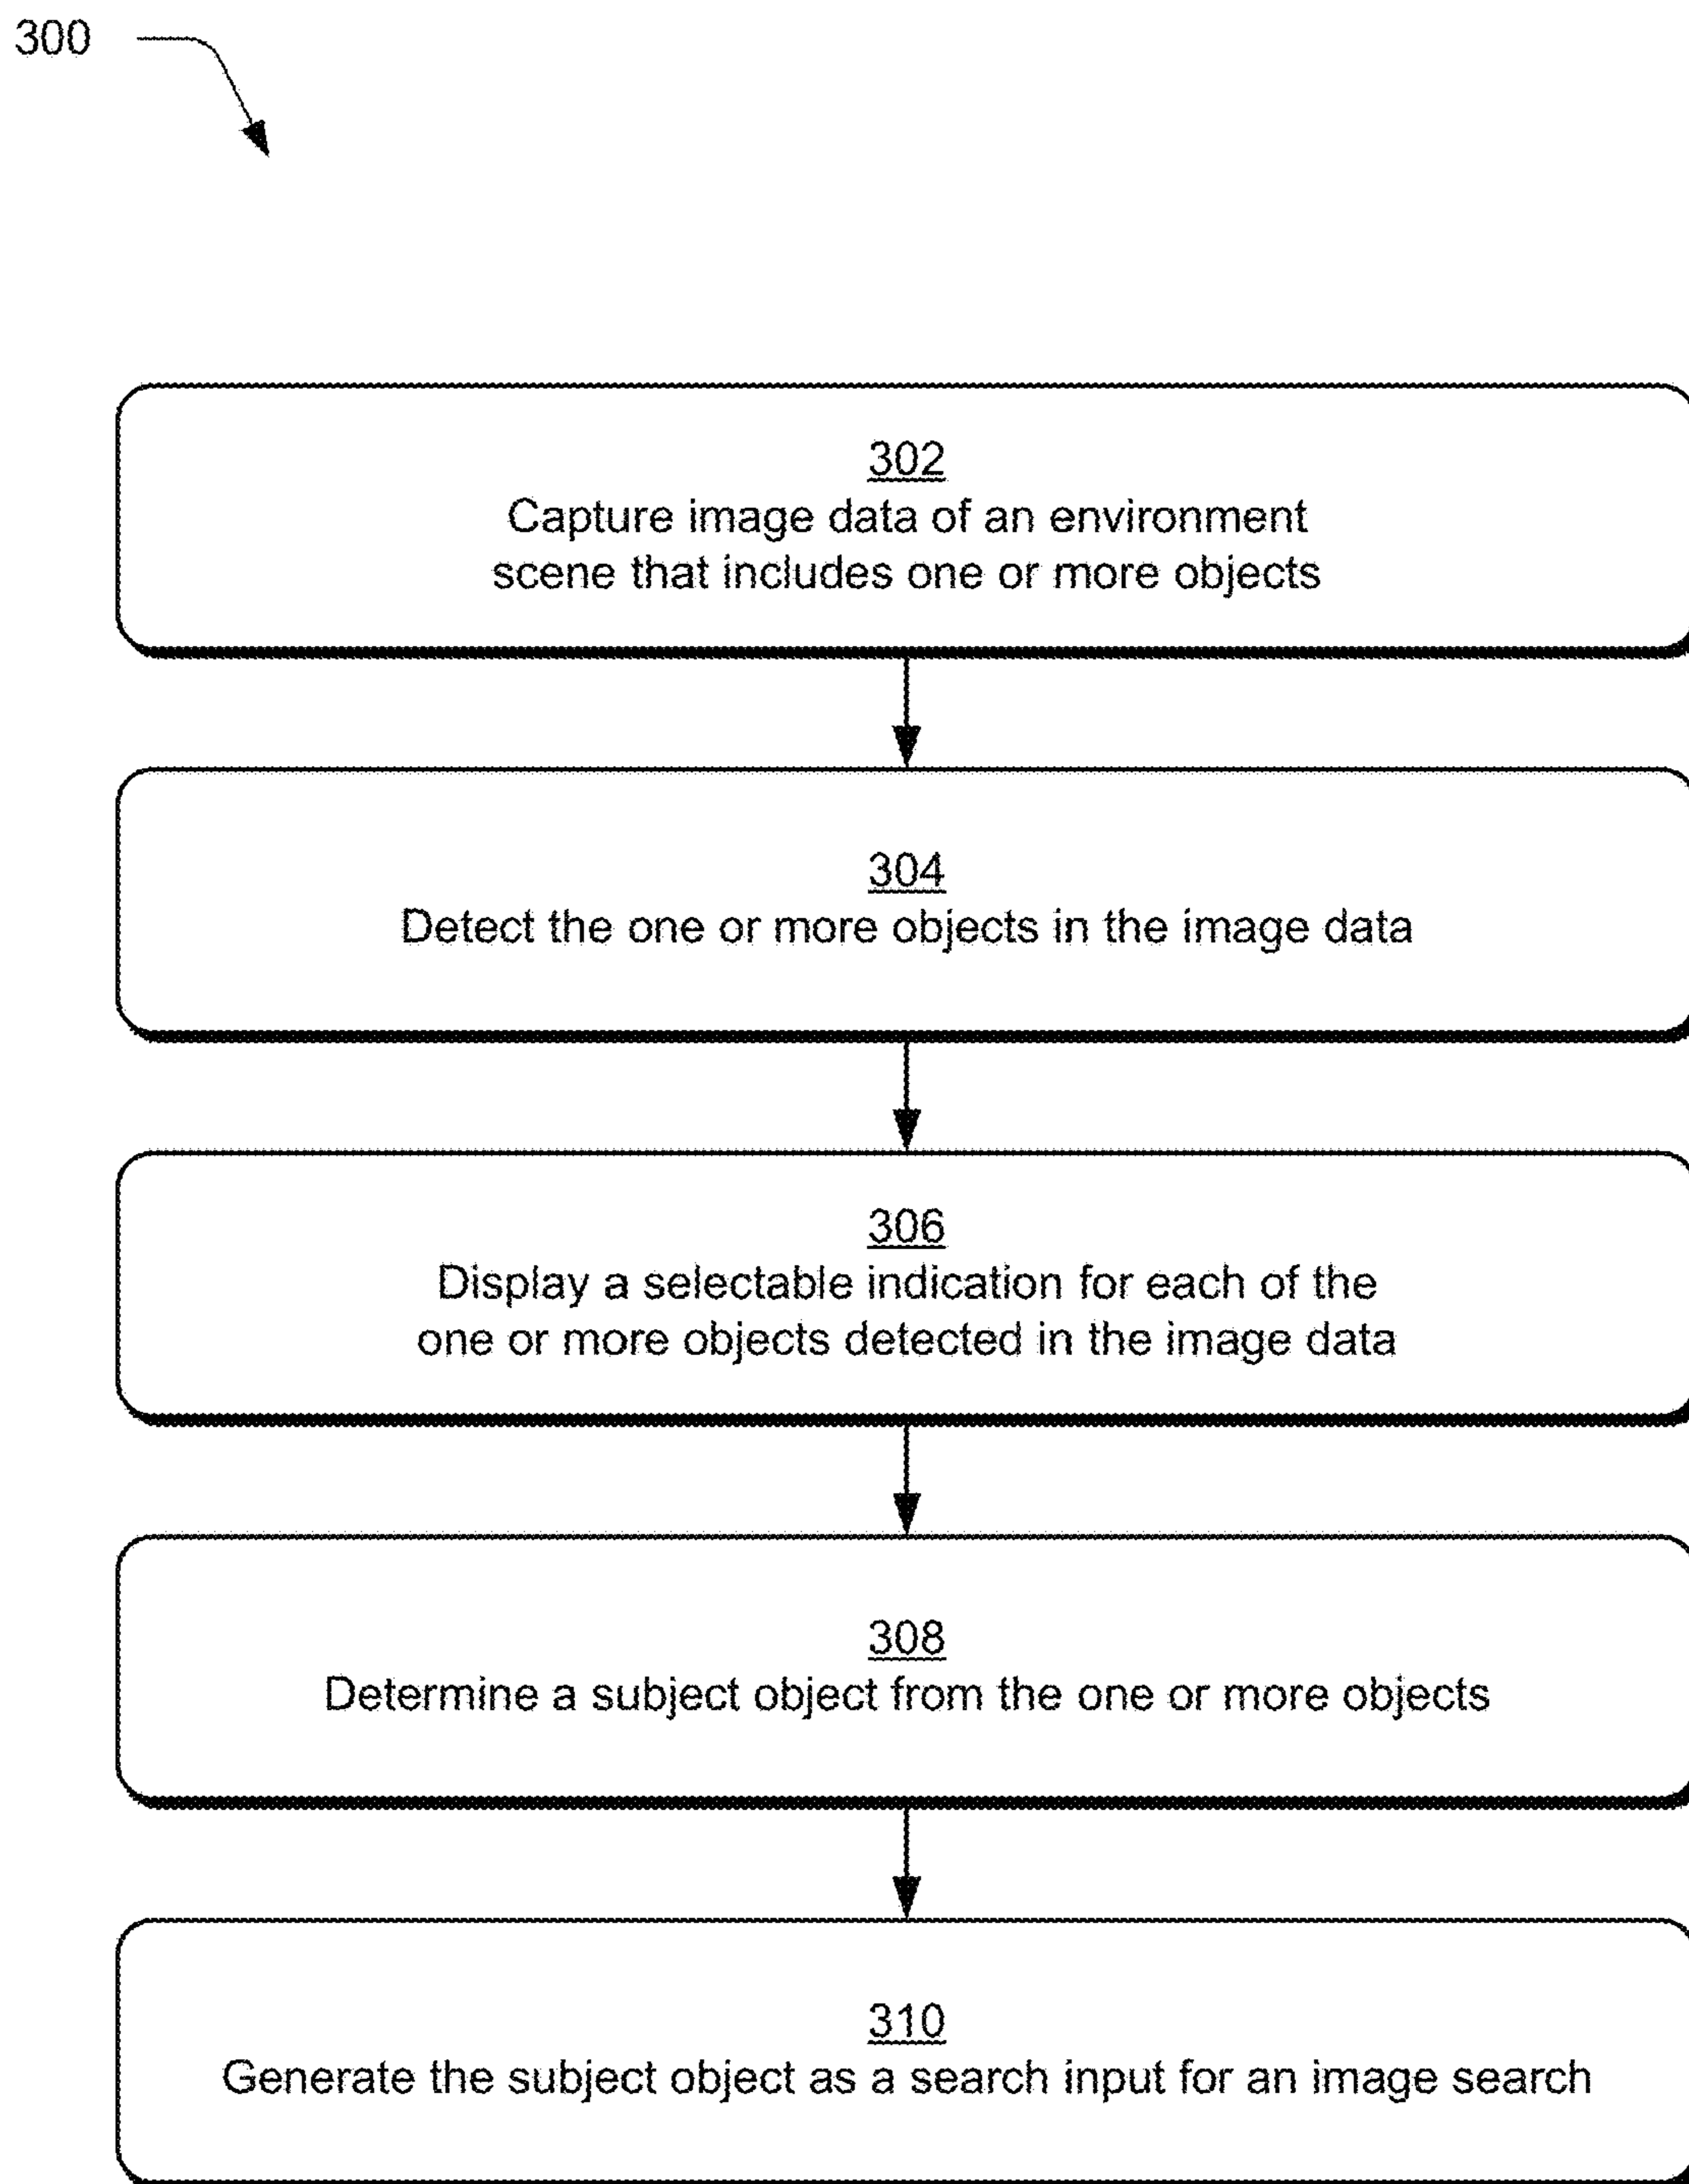 300
302
Capture image data of an environment
scene that includes one or more objects
304
Detect the one or more objects in the image data
306
Display a selectable indication for each of the
one or more objects detected in the image data
308
Determine a subject object from the one or more objects
310
Generate the subject object as a search input for an image search